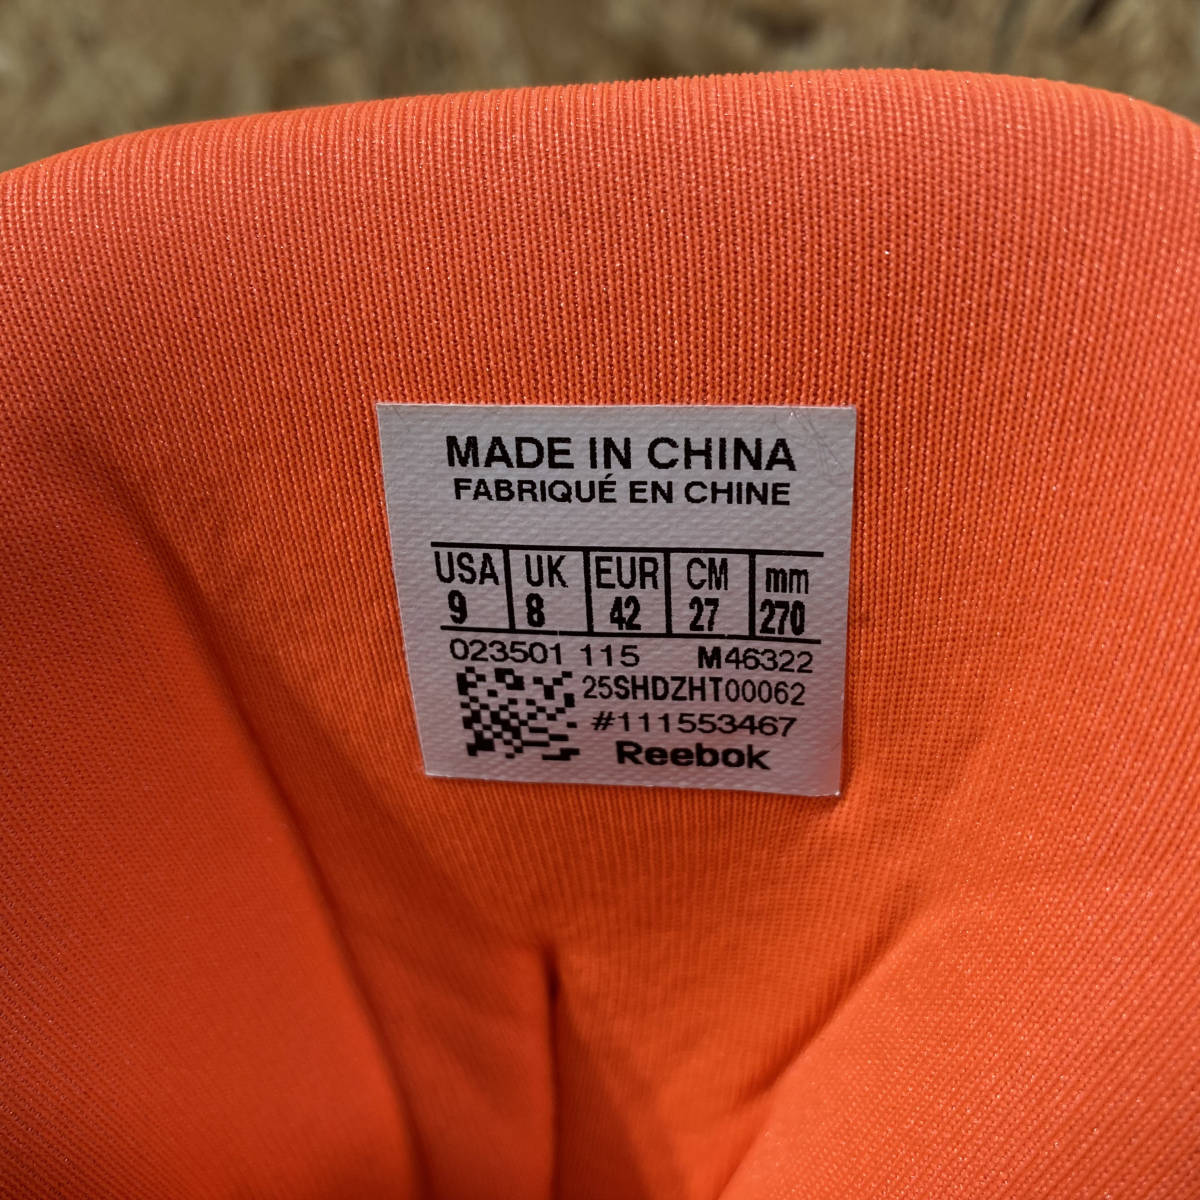 MADE IN CHINA
FABRIQUÉ EN CHINE
USA UK EUR CM mm
9 8 42 27 270
023501 115 M46322
25SHDZHT00062
#111553467
Reebok